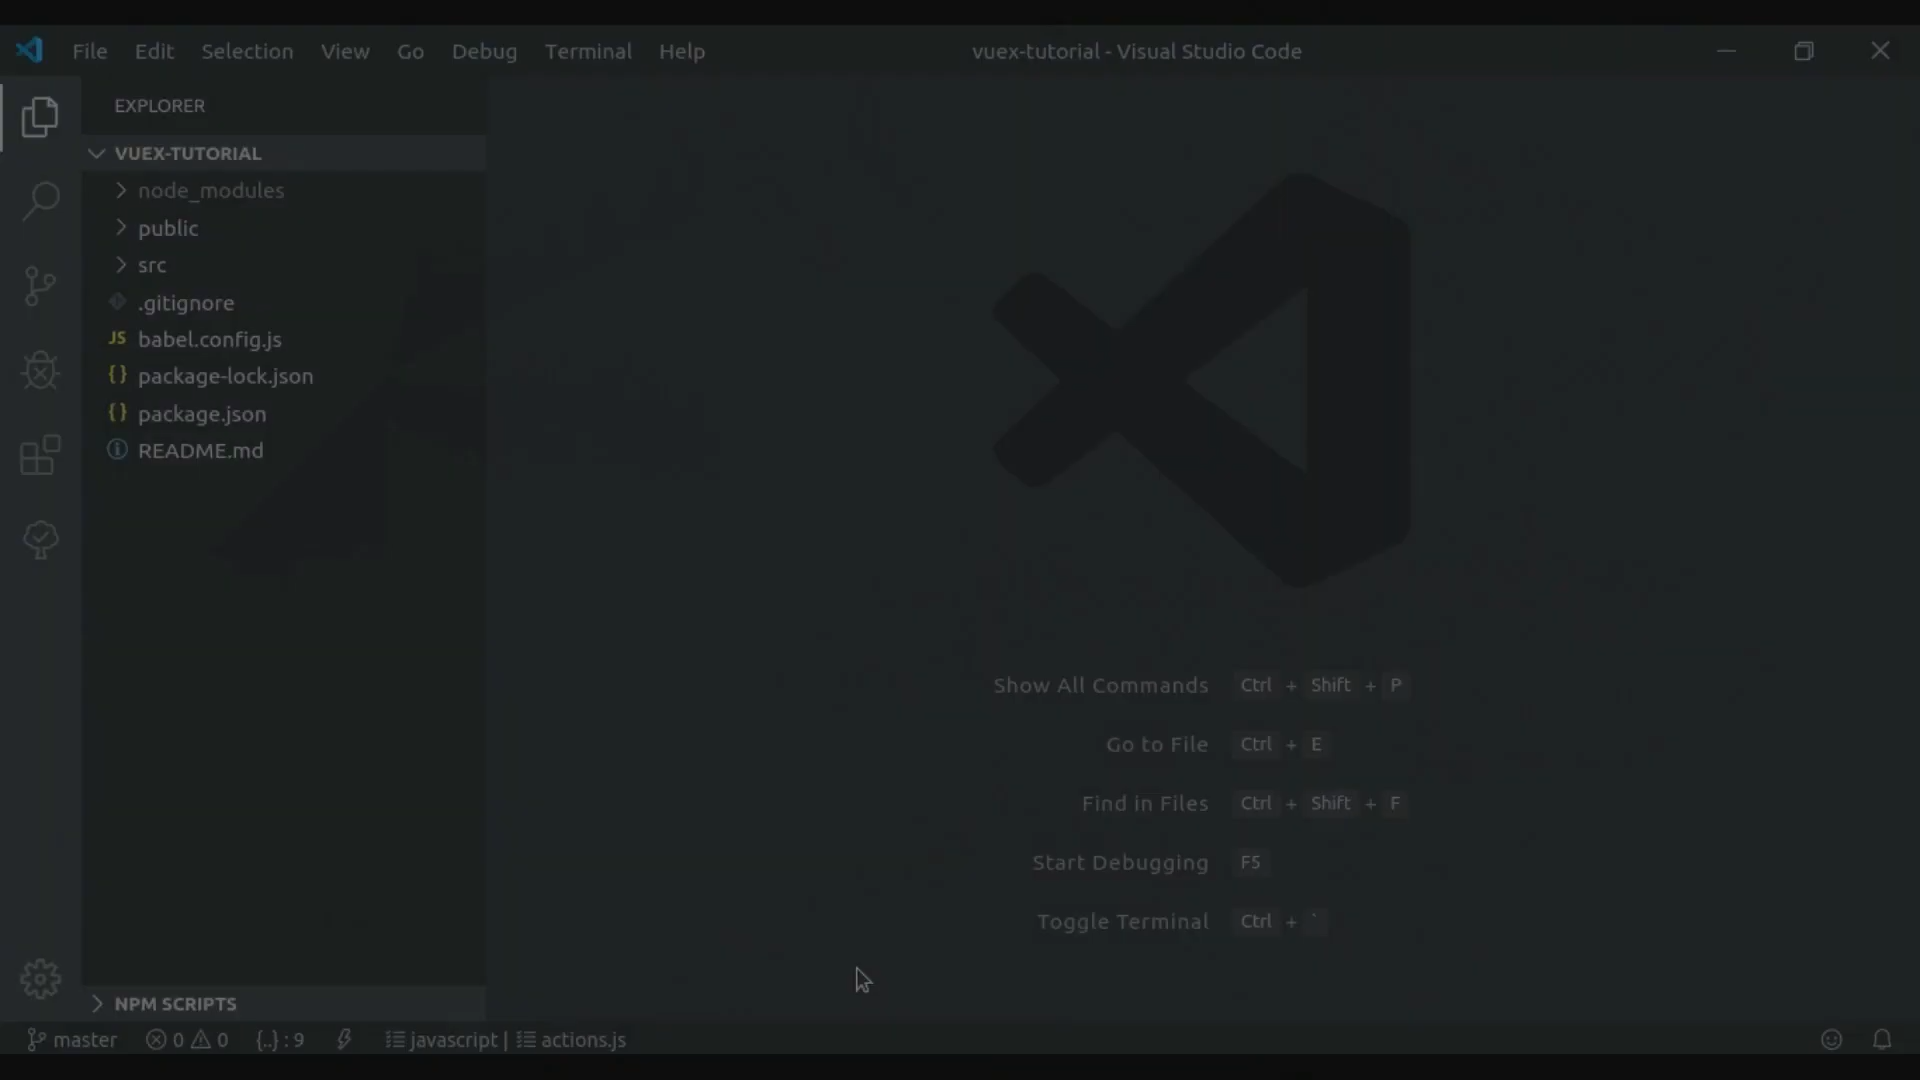 File Edit Selection View Go Debug Terminal Help
vuex-tutorial - Visual Studio Code
EXPLORER
VUEX-TUTORIAL
node_modules
public
src
.gitignore
JS babel.config.js
{} package-lock.json
{} package.json
README.md
Show All Commands Ctrl + Shift + P
Go to File Ctrl + E
Find in Files Ctrl + Shift + F
Start Debugging F5
Toggle Terminal Ctrl + `
NPM SCRIPTS
master 0 0 {..} : 9 javascript | actions.js